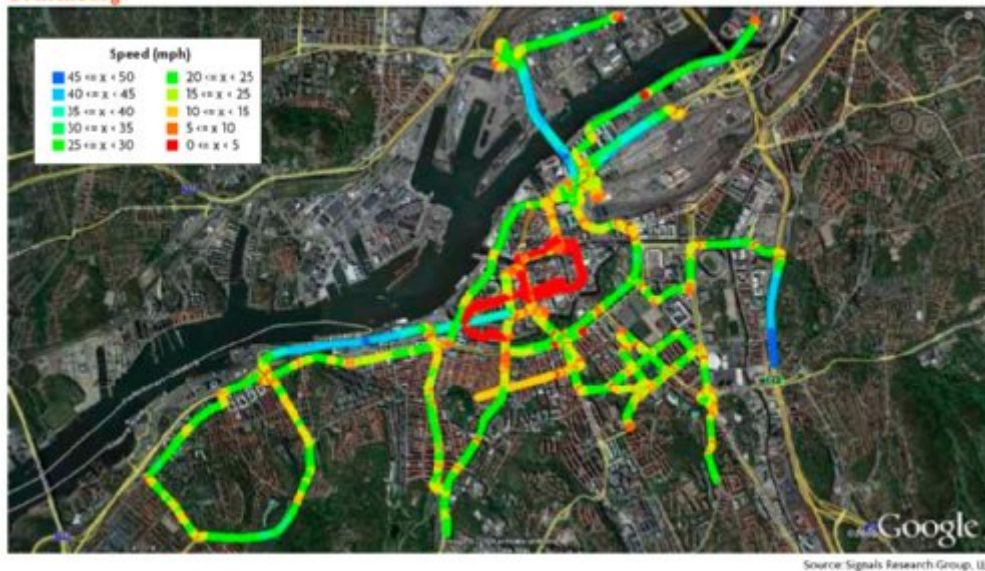 Speed (mph)
45 <= x < 50
40 <= x < 45
35 <= x < 40
30 <= x < 35
25 <= x < 30
20 <= x < 25
15 <= x < 25
10 <= x < 15
5 <= x 10
0 <= x < 5
Google
Source: Signals Research Group, LL